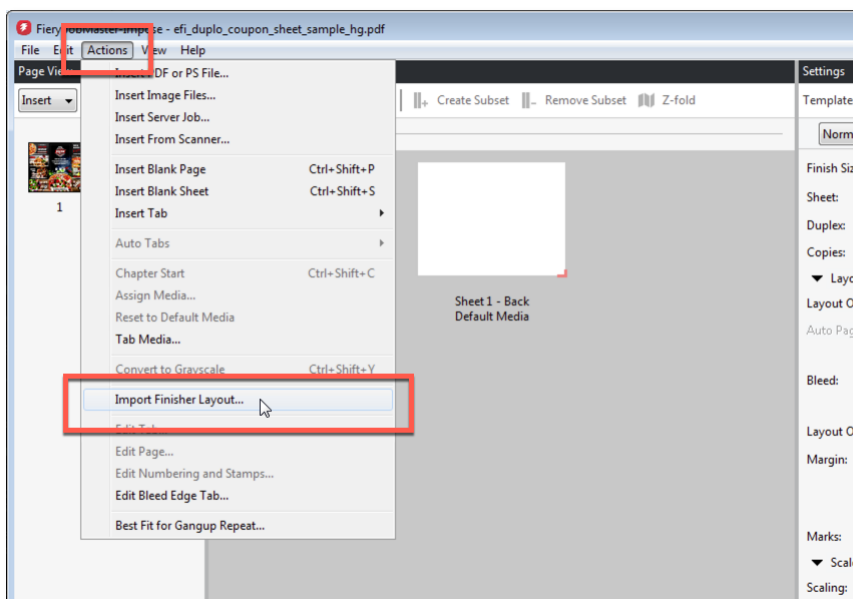 Fiery JobMaster-Impose - efi_duplo_coupon_sheet_sample_hg.pdf
File Edit Actions View Help
Page View
Settings
Insert
Create Subset
Remove Subset
Z-fold
Template
Norm
Insert PDF or PS File...
Insert Image Files...
Insert Server Job...
Insert From Scanner...
Insert Blank Page Ctrl+Shift+P
Insert Blank Sheet Ctrl+Shift+S
Insert Tab
Auto Tabs
Chapter Start Ctrl+Shift+C
Assign Media...
Reset to Default Media
Tab Media...
Convert to Grayscale Ctrl+Shift+Y
Import Finisher Layout...
Edit Tab
Edit Page...
Edit Numbering and Stamps...
Edit Bleed Edge Tab...
Best Fit for Gangup Repeat...
1
Sheet 1 - Back
Default Media
Finish Siz
Sheet:
Duplex:
Copies:
Layo
Layout O
Auto Pag
Bleed:
Layout O
Margin:
Marks:
Scal
Scaling: